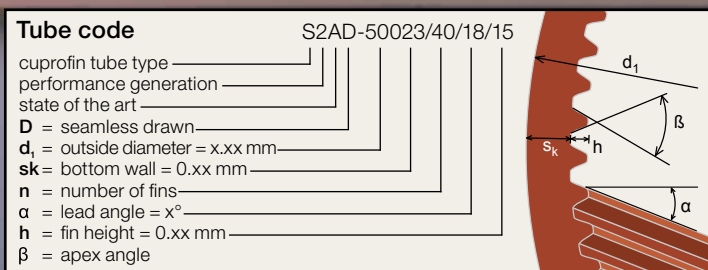 Tube code S2AD-50023/40/18/15
cuprofin tube type
performance generation
state of the art
D = seamless drawn
d₁ = outside diameter = x.xx mm
sk = bottom wall = 0.xx mm
n = number of fins
α = lead angle = x°
h = fin height = 0.xx mm
β = apex angle
d₁
ß
sₖ
h
α